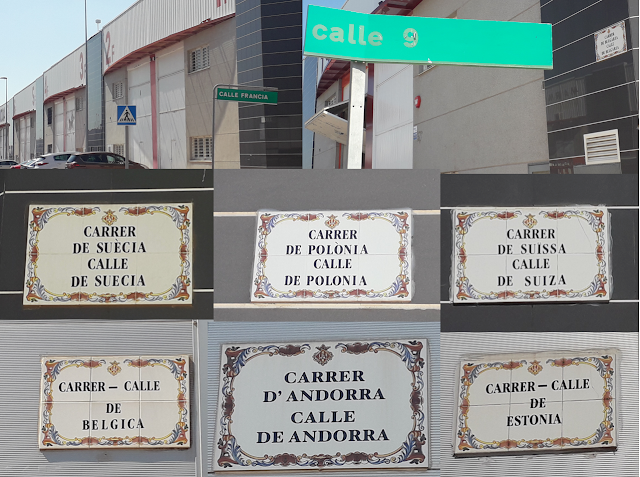 CALLE FRANCIA
calle 9
CARRER
DE SUÈCIA
CALLE
DE SUECIA
CARRER
DE POLONIA
CALLE
DE POLONIA
CARRER
DE SUISSA
CALLE
DE SUIZA
CARRER – CALLE
DE
BELGICA
CARRER
D'ANDORRA
CALLE
DE ANDORRA
CARRER – CALLE
DE
ESTONIA